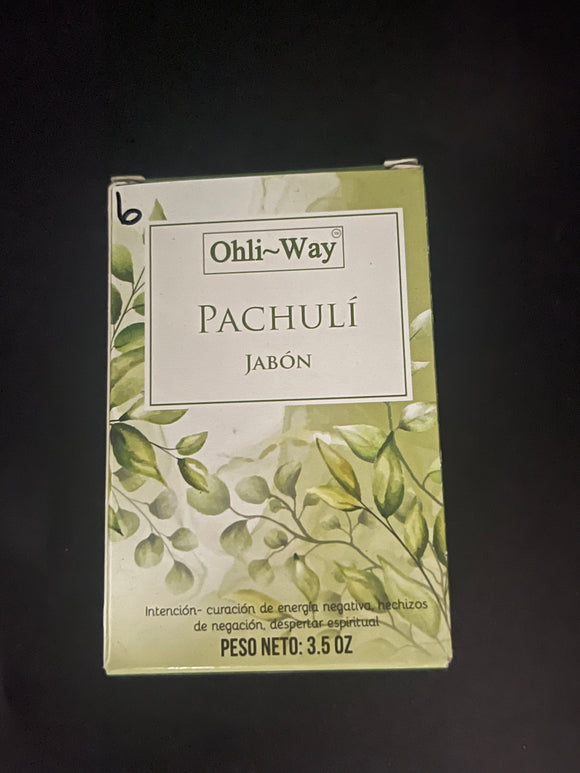 6
Ohli~Way
TM
PACHULÍ
JABÓN
Intención- curación de energía negativa, hechizos
de negación, despertar espiritual
PESO NETO: 3.5 OZ